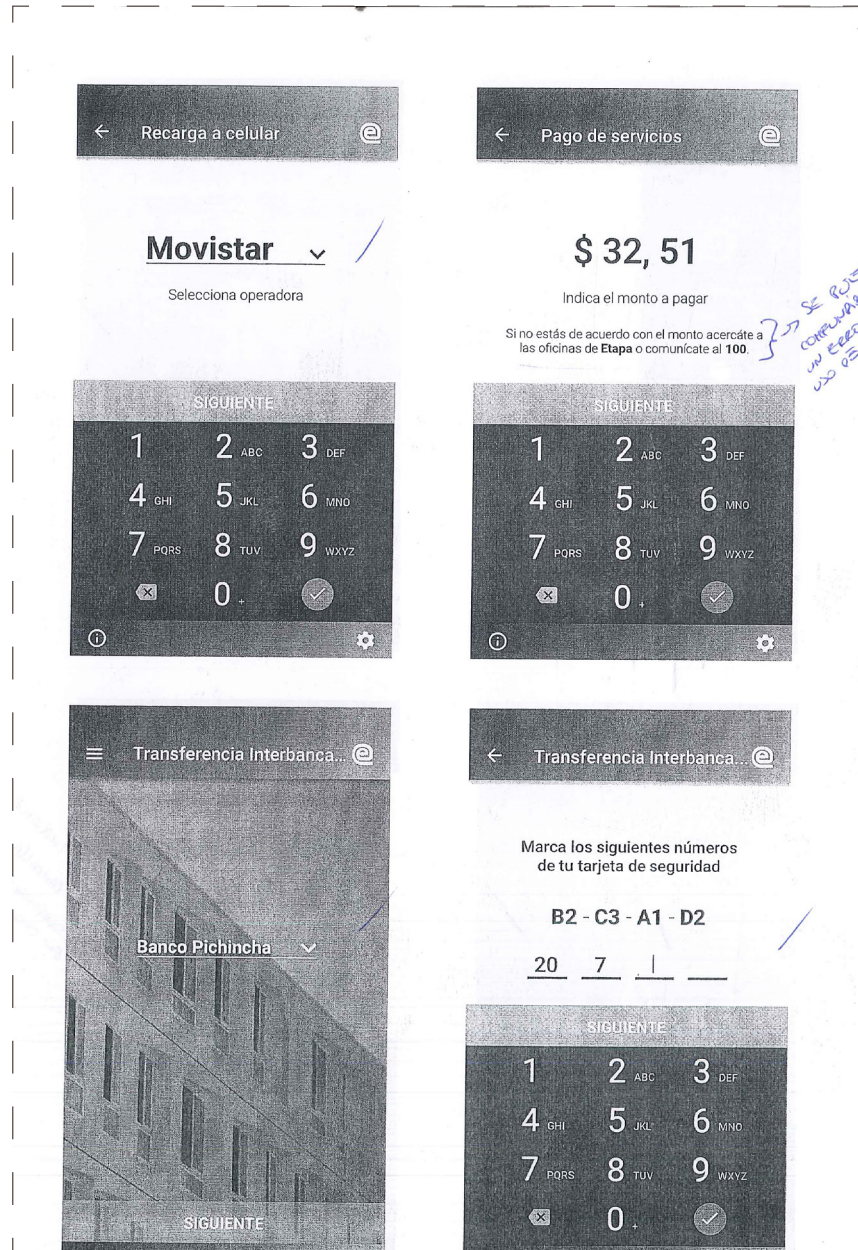 Recarga a celular
Movistar
Selecciona operadora
SIGUIENTE
1 2 ABC 3 DEF
4 GHI 5 JKL 6 MNO
7 PQRS 8 TUV 9 WXYZ
0 +
Pago de servicios
$ 32, 51
Indica el monto a pagar
Si no estás de acuerdo con el monto acercáte a
las oficinas de Etapa o comunícate al 100.
SE
UN
USO
SIGUIENTE
1 2 ABC 3 DEF
4 GHI 5 JKL 6 MNO
7 PQRS 8 TUV 9 WXYZ
0 +
Transferencia Interbanca...
Banco Pichincha
SIGUIENTE
Transferencia Interbanca...
Marca los siguientes números
de tu tarjeta de seguridad
B2 - C3 - A1 - D2
20 7
SIGUIENTE
1 2 ABC 3 DEF
4 GHI 5 JKL 6 MNO
7 PQRS 8 TUV 9 WXYZ
0 +